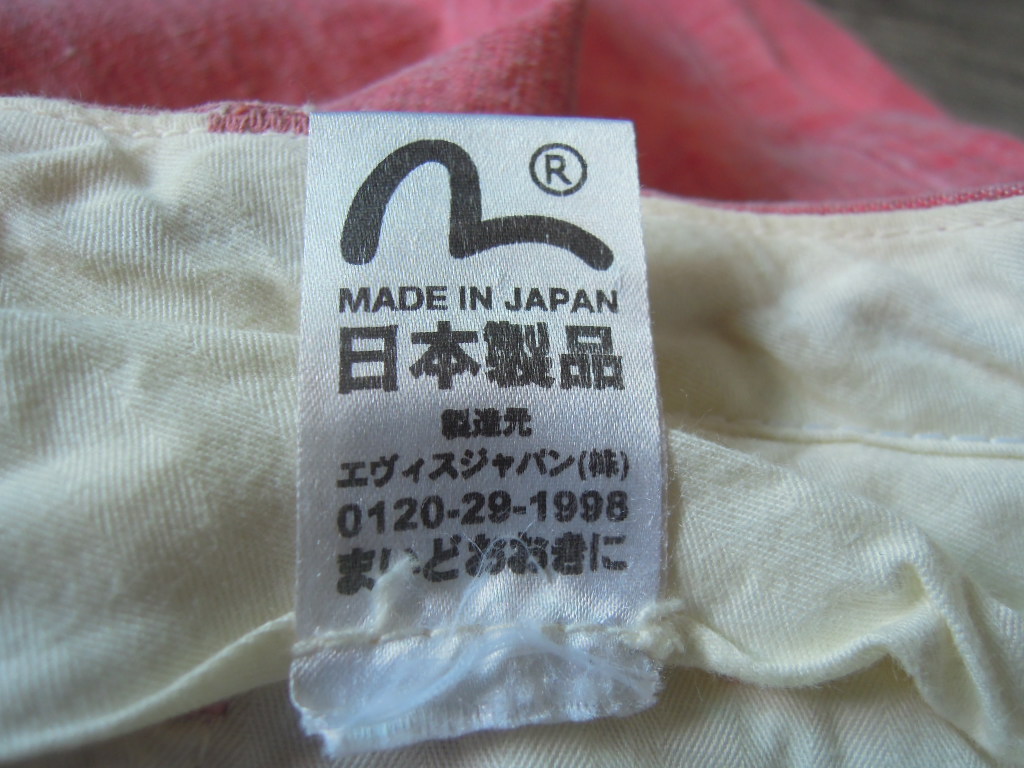 ®
MADE IN JAPAN
日本製品
製造元
エヴィスジャパン(株)
0120-29-1998
まいどおおきに